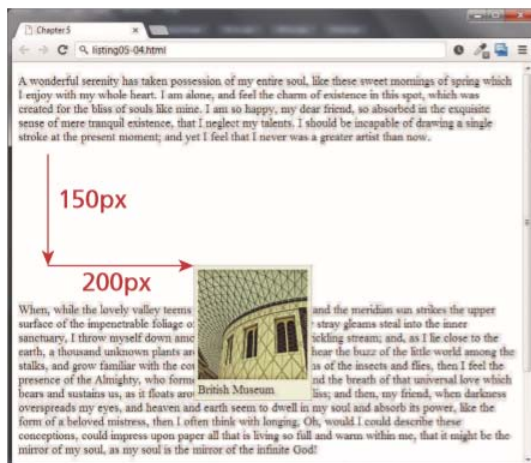 Chapter 5
listing05-04.html
A wonderful serenity has taken possession of my entire soul, like these sweet mornings of spring which
I enjoy with my whole heart. I am alone, and feel the charm of existence in this spot, which was
created for the bliss of souls like mine. I am so happy, my dear friend, so absorbed in the exquisite
sense of mere tranquil existence, that I neglect my talents. I should be incapable of drawing a single
stroke at the present moment; and yet I feel that I never was a greater artist than now.
150px
200px
When, while the lovely valley teems and the meridian sun strikes the upper
surface of the impenetrable foliage of stray gleams steal into the inner
sanctuary, I throw myself down amo rickling stream; and, as I lie close to the
earth, a thousand unknown plants are hear the buzz of the little world among the
stalks, and grow familiar with the cou ns of the insects and flies, then I feel the
presence of the Almighty, who forme and the breath of that universal love which
bears and sustains us, as it floats arou liss; and then, my friend, when darkness
overspreads my eyes, and heaven and earth seem to dwell in my soul and absorb its power, like the
form of a beloved mistress, then I often think with longing, Oh, would I could describe these
conceptions, could impress upon paper all that is living so full and warm within me, that it might be the
mirror of my soul, as my soul is the mirror of the infinite God!
British Museum